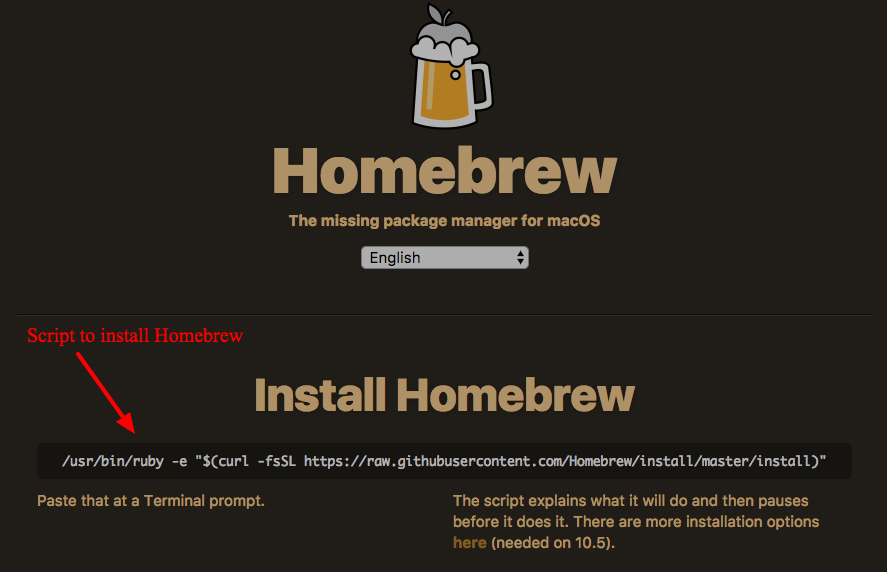 Homebrew
The missing package manager for macOS
English
Script to install Homebrew
Install Homebrew
/usr/bin/ruby -e "$(curl -fsSL https://raw.githubusercontent.com/Homebrew/install/master/install)"
Paste that at a Terminal prompt.
The script explains what it will do and then pauses
before it does it. There are more installation options
here (needed on 10.5).